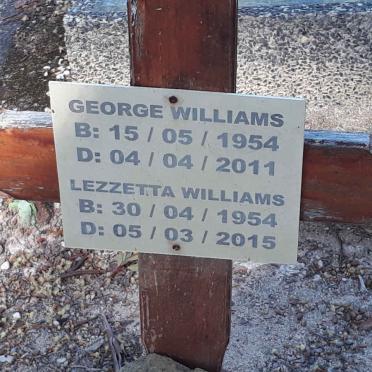 GEORGE WILLIAMS
B: 15 / 05 / 1954
D: 04 / 04 / 2011
LEZZETTA WILLIAMS
B: 30 / 04 / 1954
D: 05 / 03 / 2015